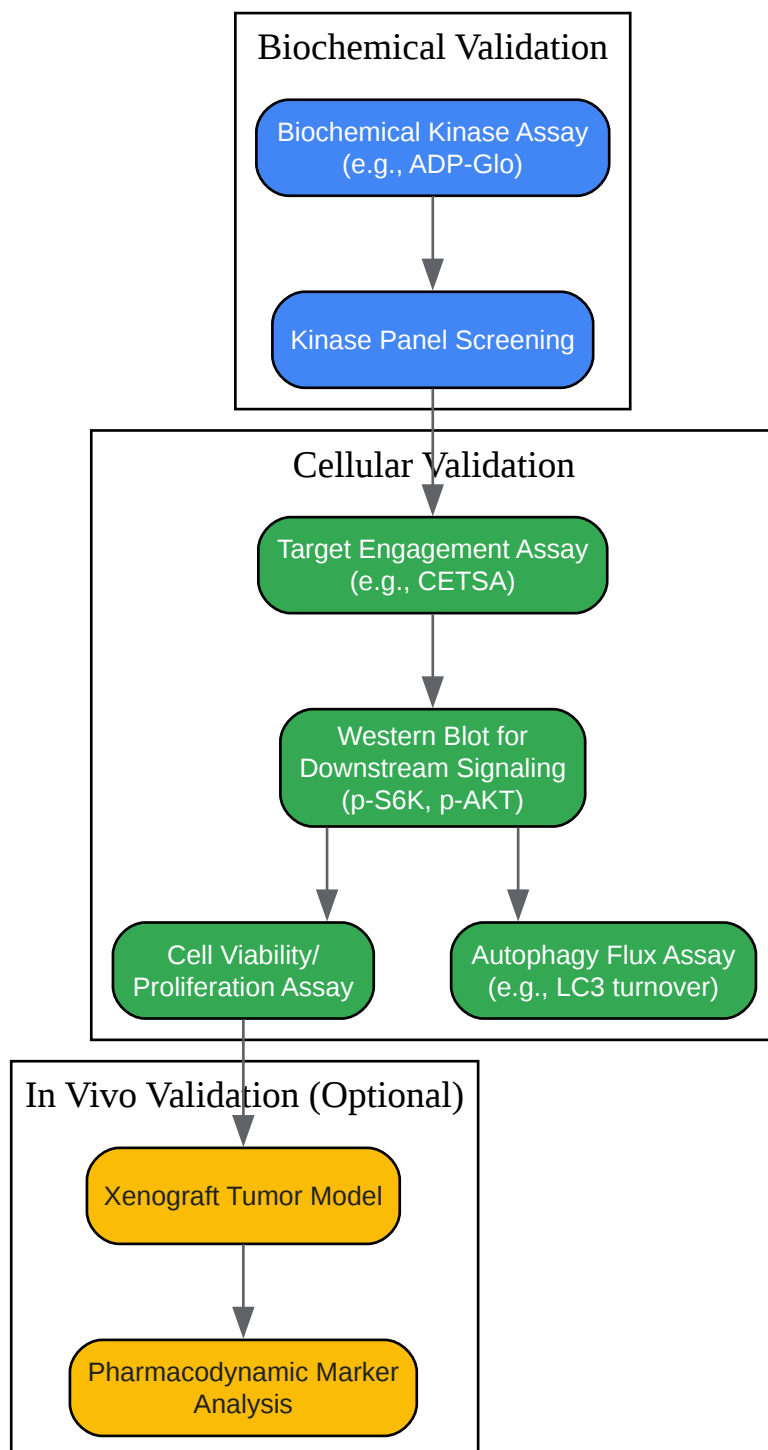 Biochemical Validation
Biochemical Kinase Assay
(e.g., ADP-Glo)
Kinase Panel Screening
Cellular Validation
Target Engagement Assay
(e.g., CETSA)
Western Blot for
Downstream Signaling
(p-S6K, p-AKT)
Cell Viability/
Proliferation Assay
Autophagy Flux Assay
(e.g., LC3 turnover)
In Vivo Validation (Optional)
Xenograft Tumor Model
Pharmacodynamic Marker
Analysis